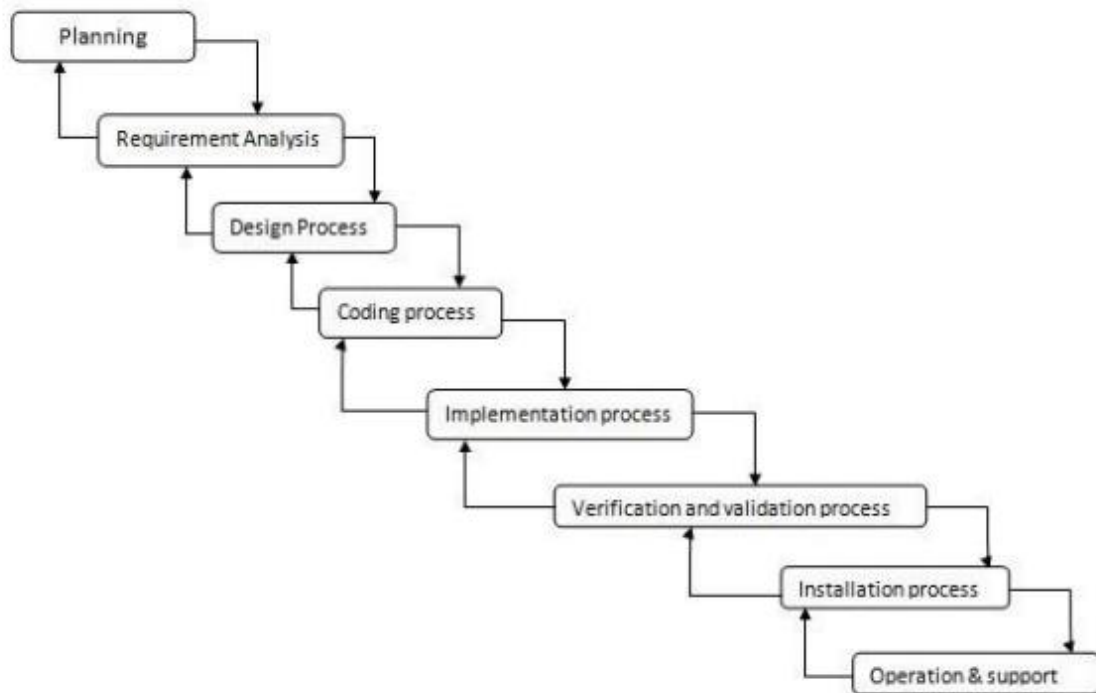 Planning
Requirement Analysis
Design Process
Coding process
Implementation process
Verification and validation process
Installation process
Operation & support